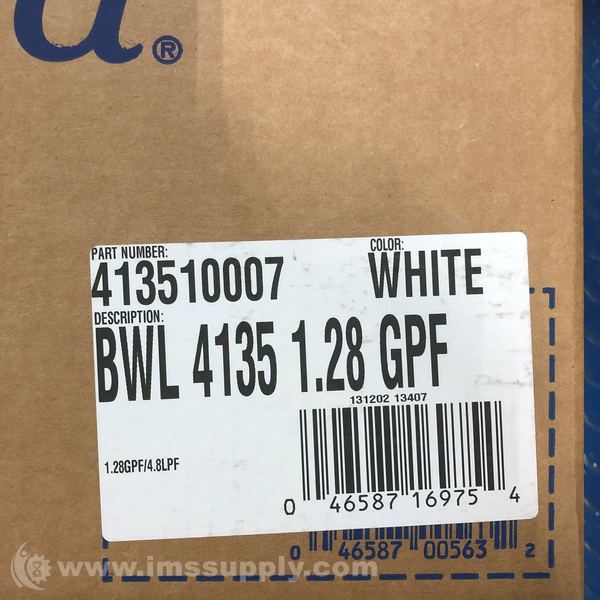 a®
PART NUMBER: COLOR:
413510007 WHITE
DESCRIPTION:
BWL 4135 1.28 GPF
131202 13407
1.28GPF/4.8LPF
0 46587 16975 4
0 46587 00563 2
www.imssupply.com